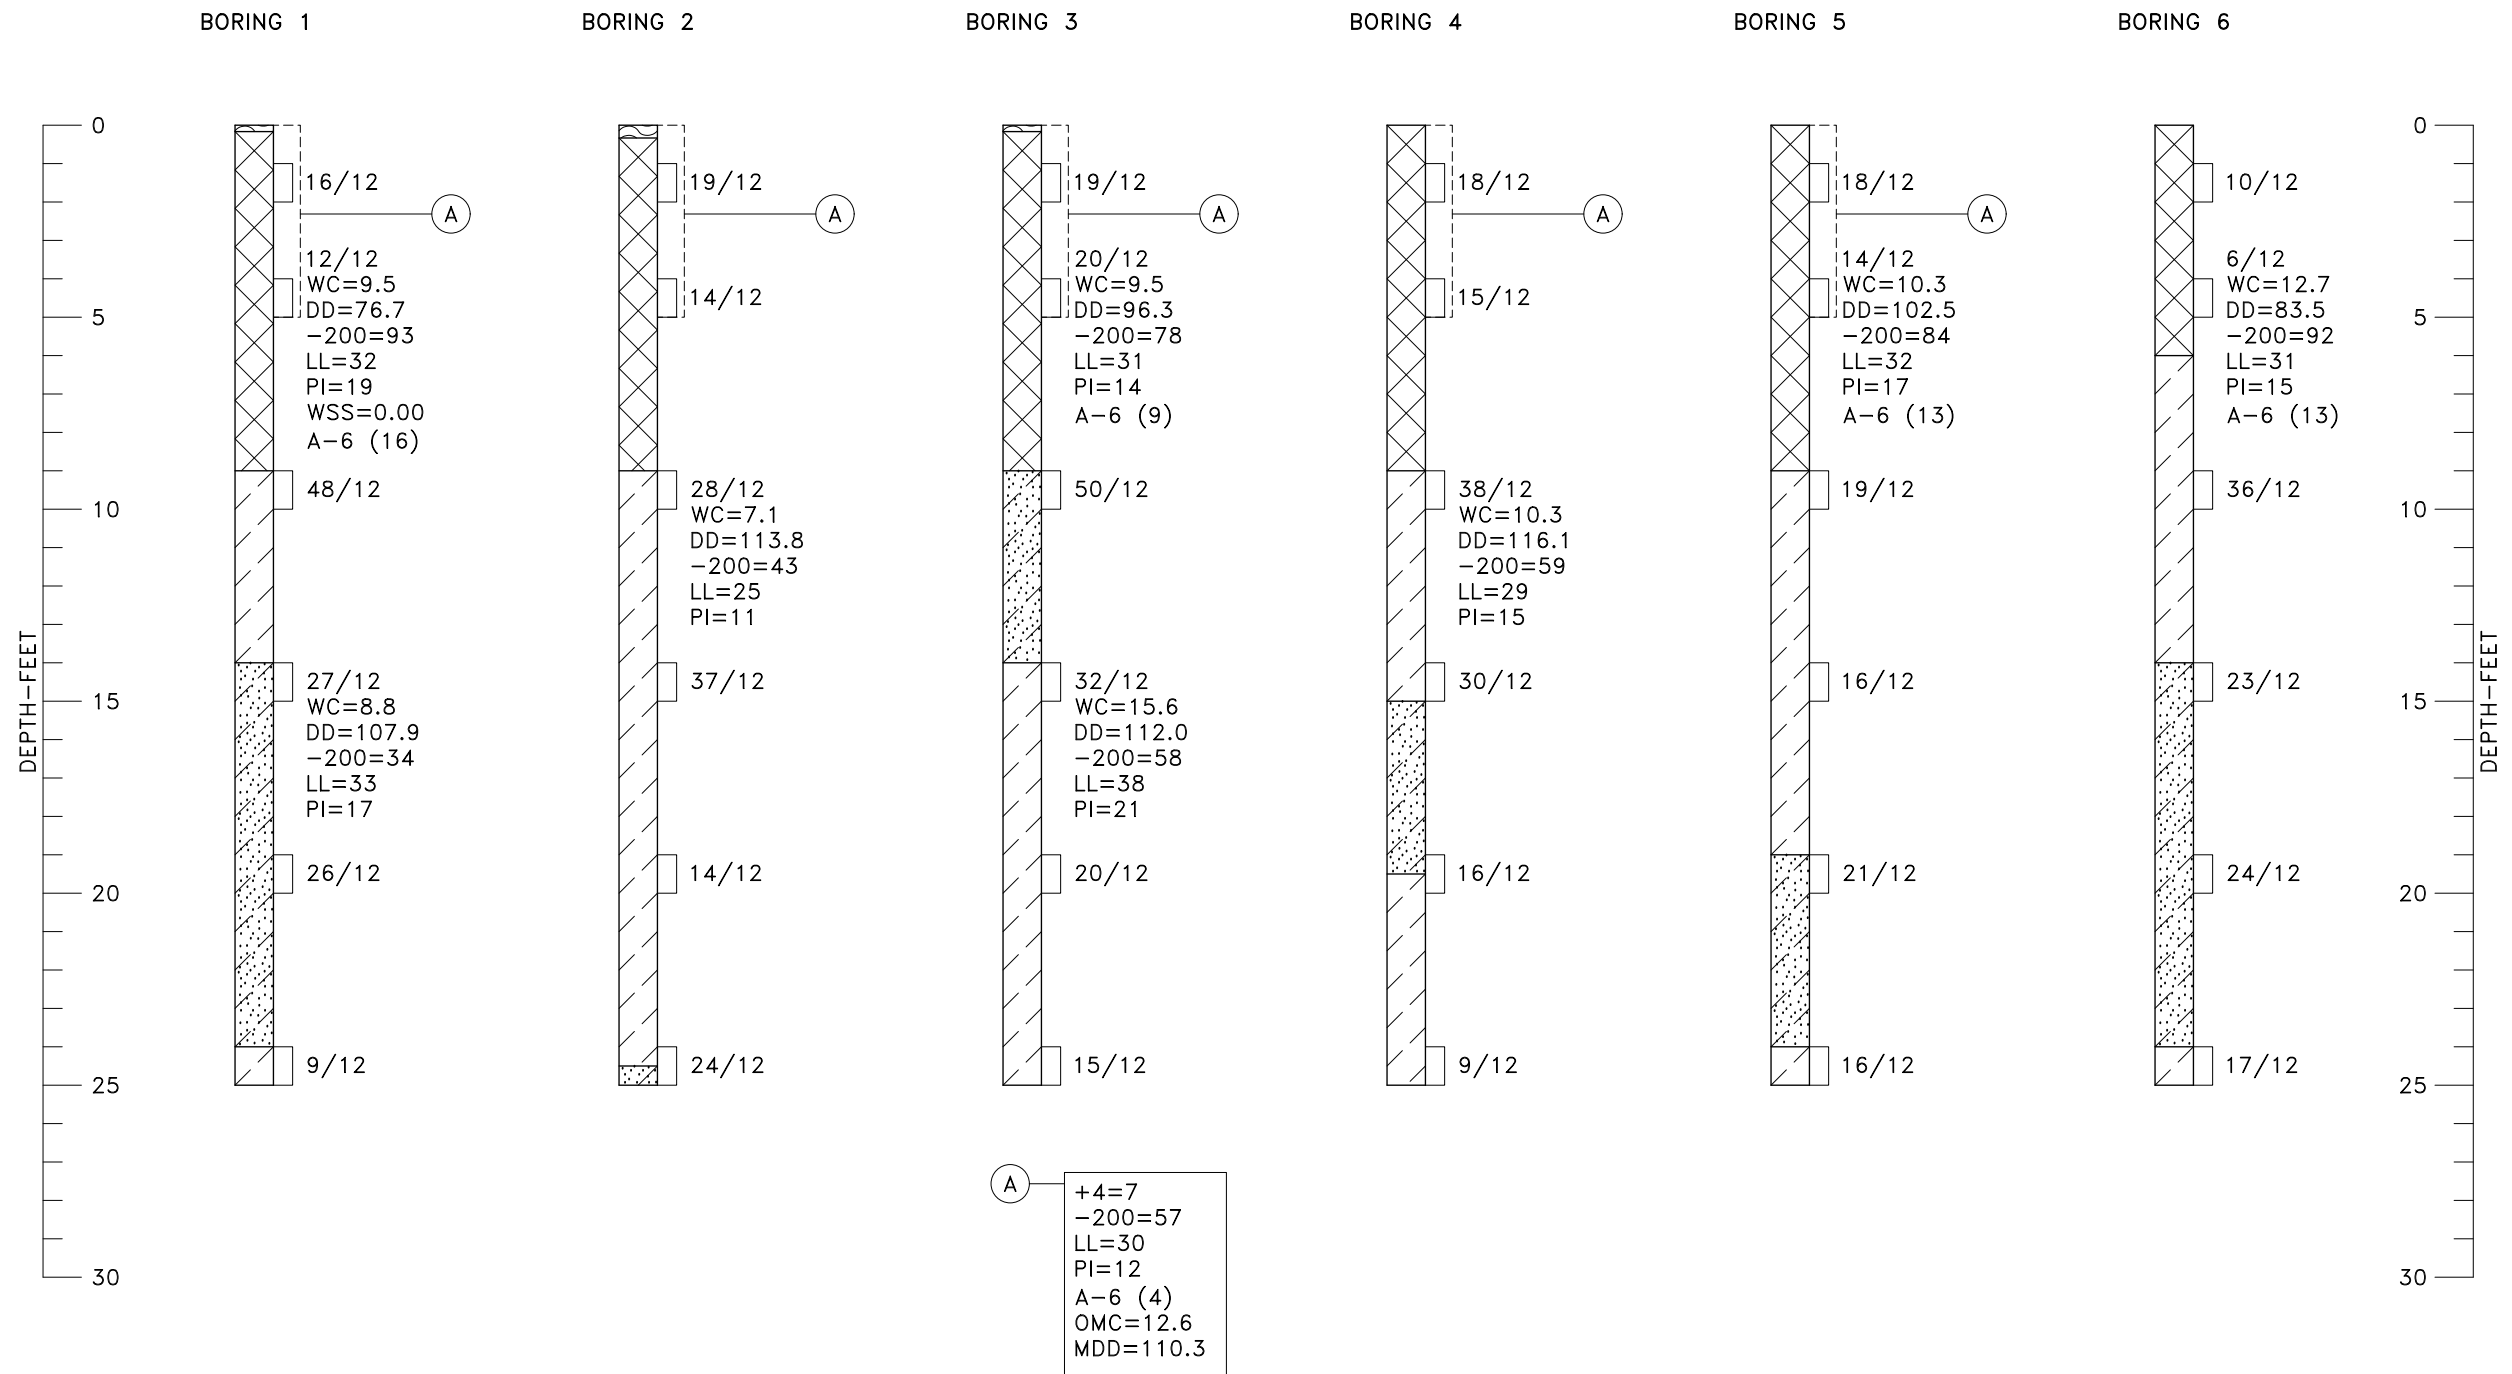 BORING 1
BORING 2
BORING 3
BORING 4
BORING 5
BORING 6
DEPTH-FEET
0
5
10
15
20
25
30
16/12
A
12/12
WC=9.5
DD=76.7
-200=93
LL=32
PI=19
WSS=0.00
A-6 (16)
48/12
27/12
WC=8.8
DD=107.9
-200=34
LL=33
PI=17
26/12
9/12
19/12
A
14/12
28/12
WC=7.1
DD=113.8
-200=43
LL=25
PI=11
37/12
14/12
24/12
19/12
A
20/12
WC=9.5
DD=96.3
-200=78
LL=31
PI=14
A-6 (9)
50/12
32/12
WC=15.6
DD=112.0
-200=58
LL=38
PI=21
20/12
15/12
18/12
A
15/12
38/12
WC=10.3
DD=116.1
-200=59
LL=29
PI=15
30/12
16/12
9/12
18/12
A
14/12
WC=10.3
DD=102.5
-200=84
LL=32
PI=17
A-6 (13)
19/12
16/12
21/12
16/12
10/12
6/12
WC=12.7
DD=83.5
-200=92
LL=31
PI=15
A-6 (13)
36/12
23/12
24/12
17/12
0
5
10
15
20
25
30
DEPTH-FEET
A
+4=7
-200=57
LL=30
PI=12
A-6 (4)
OMC=12.6
MDD=110.3